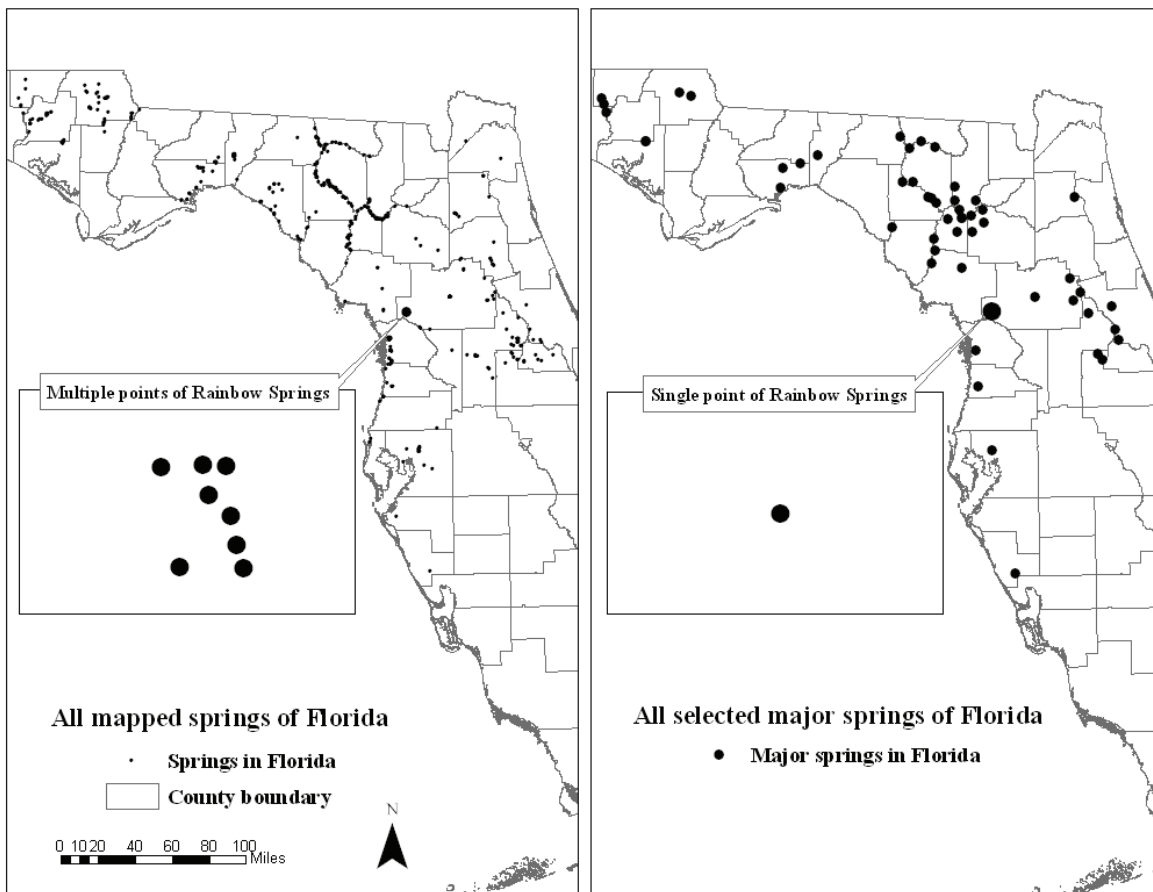 Multiple points of Rainbow Springs
All mapped springs of Florida
Springs in Florida
County boundary
N
0 10 20 40 60 80 100
Miles
Single point of Rainbow Springs
All selected major springs of Florida
Major springs in Florida